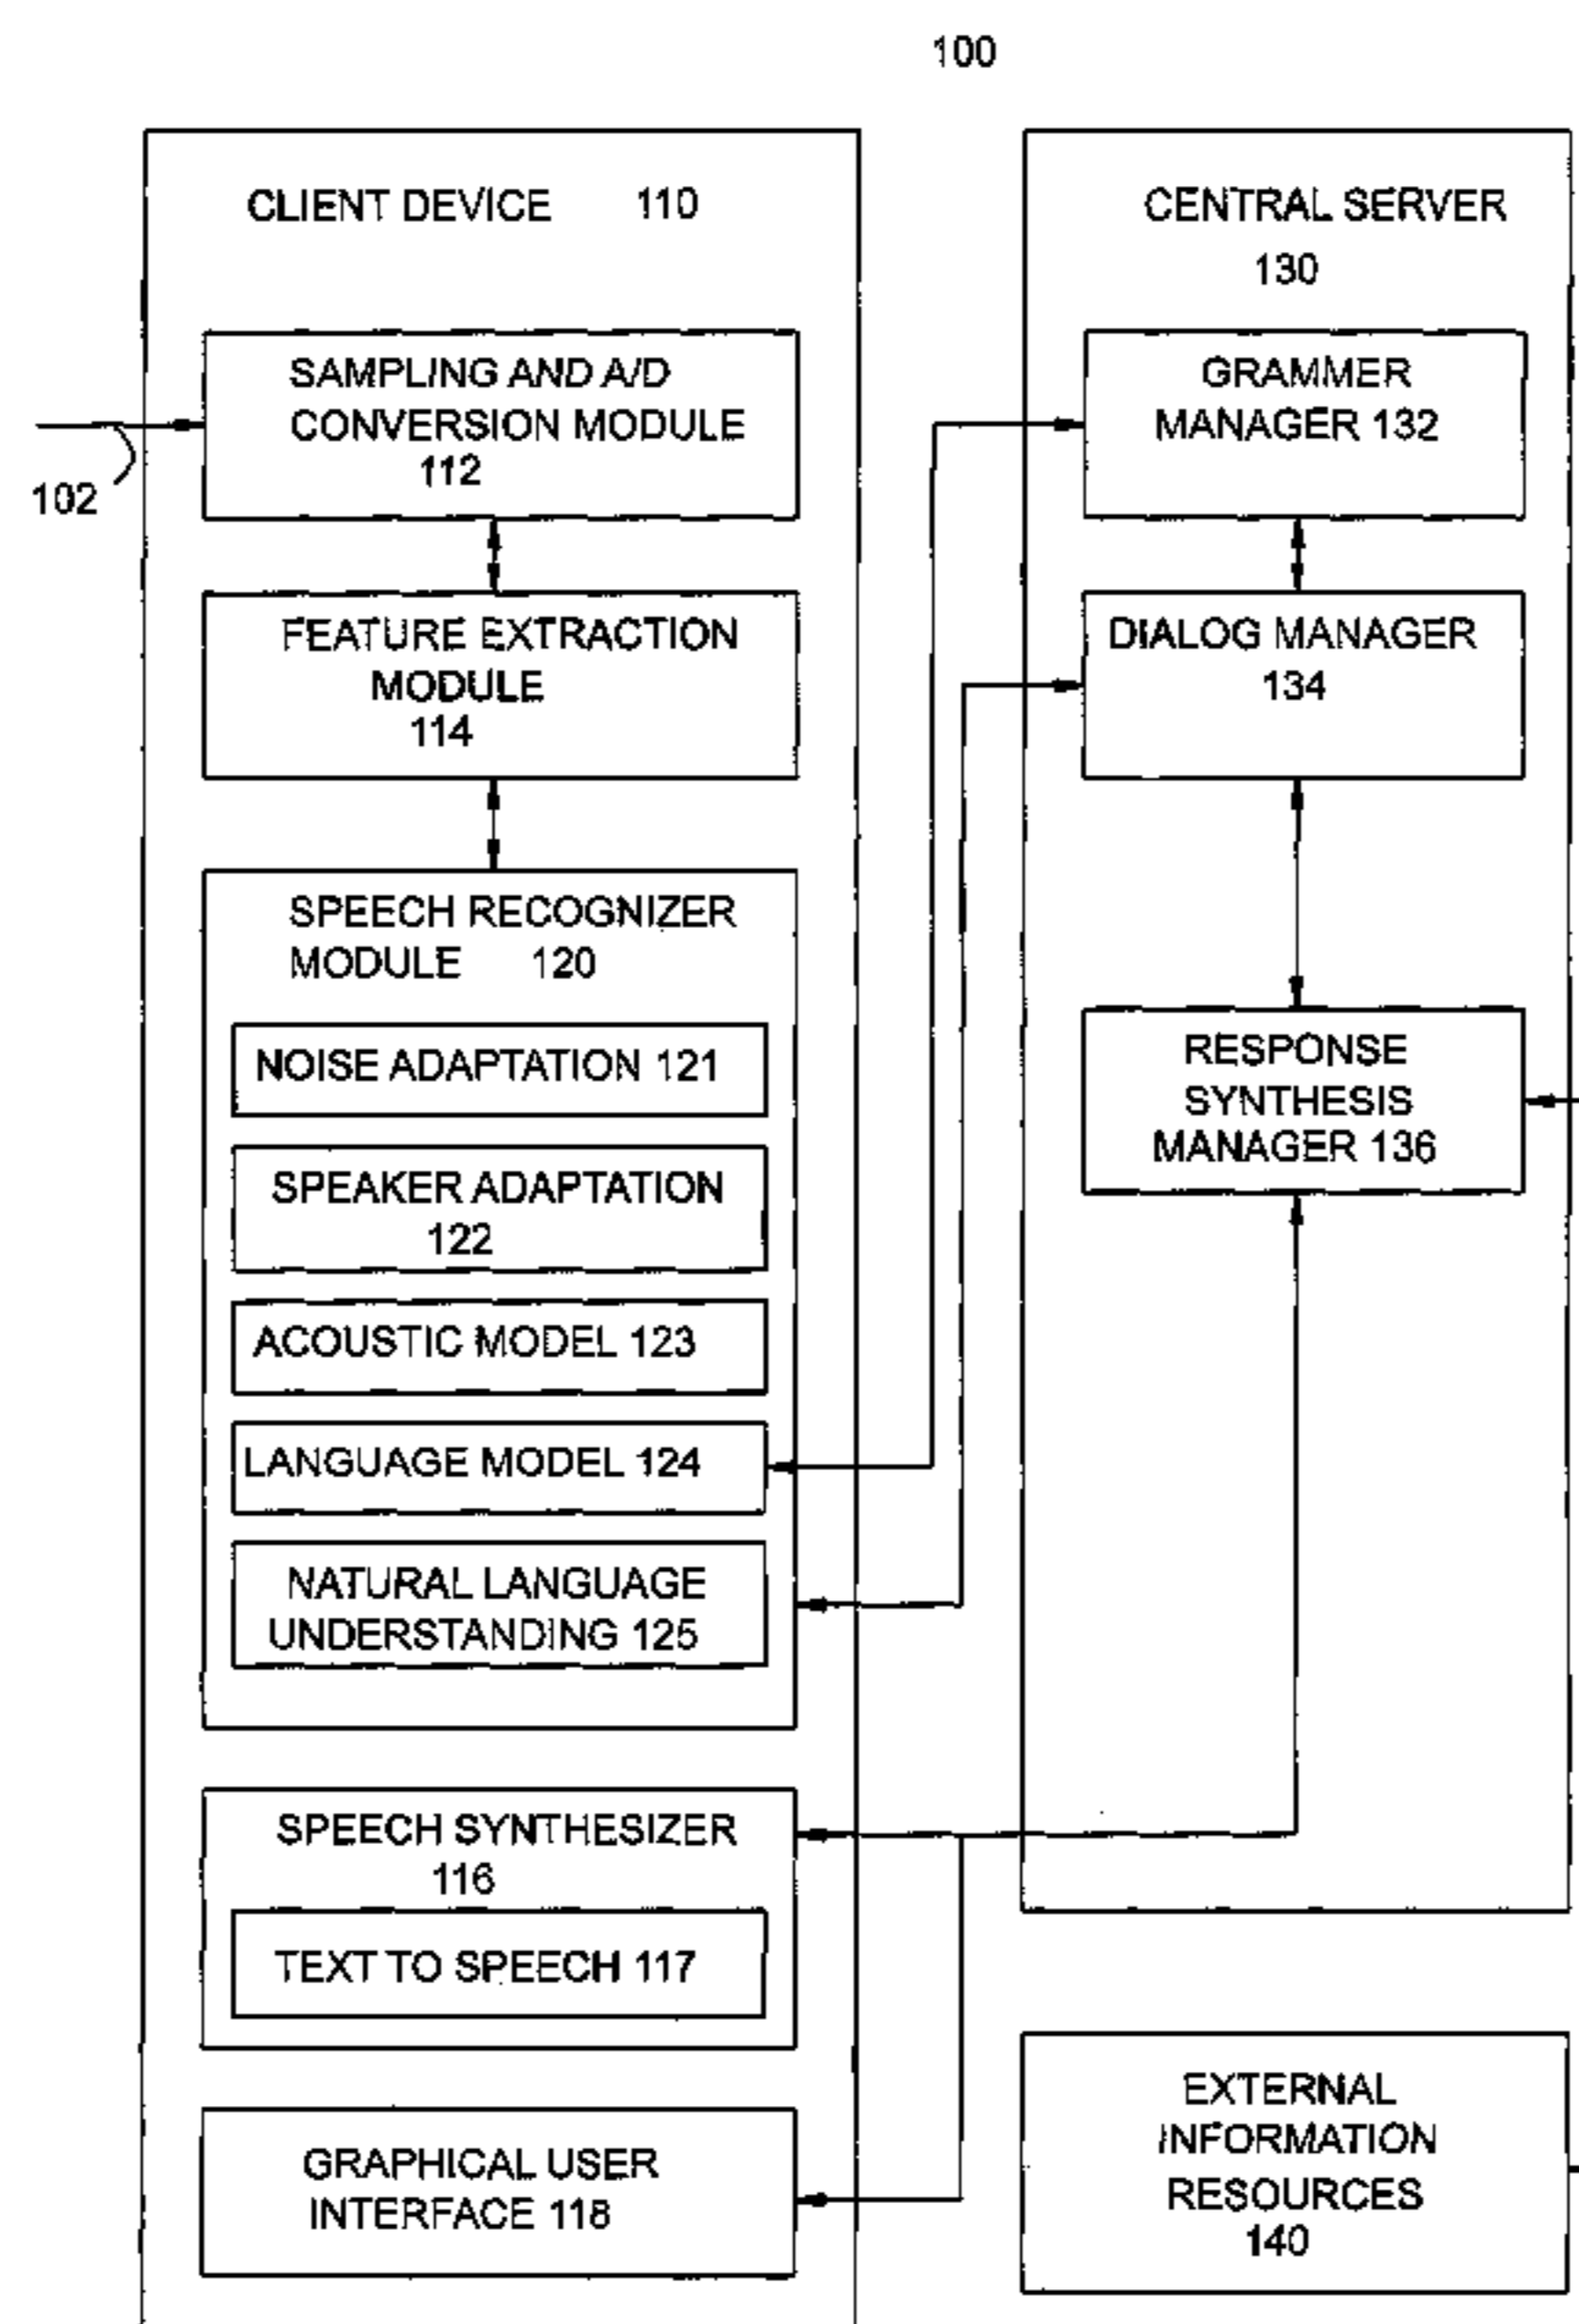 100
CLIENT DEVICE 110
SAMPLING AND A/D
CONVERSION MODULE
112
102
FEATURE EXTRACTION
MODULE
114
SPEECH RECOGNIZER
MODULE 120
NOISE ADAPTATION 121
SPEAKER ADAPTATION
122
ACOUSTIC MODEL 123
LANGUAGE MODEL 124
NATURAL LANGUAGE
UNDERSTANDING 125
SPEECH SYNTHESIZER
116
TEXT TO SPEECH 117
GRAPHICAL USER
INTERFACE 118
CENTRAL SERVER
130
GRAMMER
MANAGER 132
DIALOG MANAGER
134
RESPONSE
SYNTHESIS
MANAGER 136
EXTERNAL
INFORMATION
RESOURCES
140